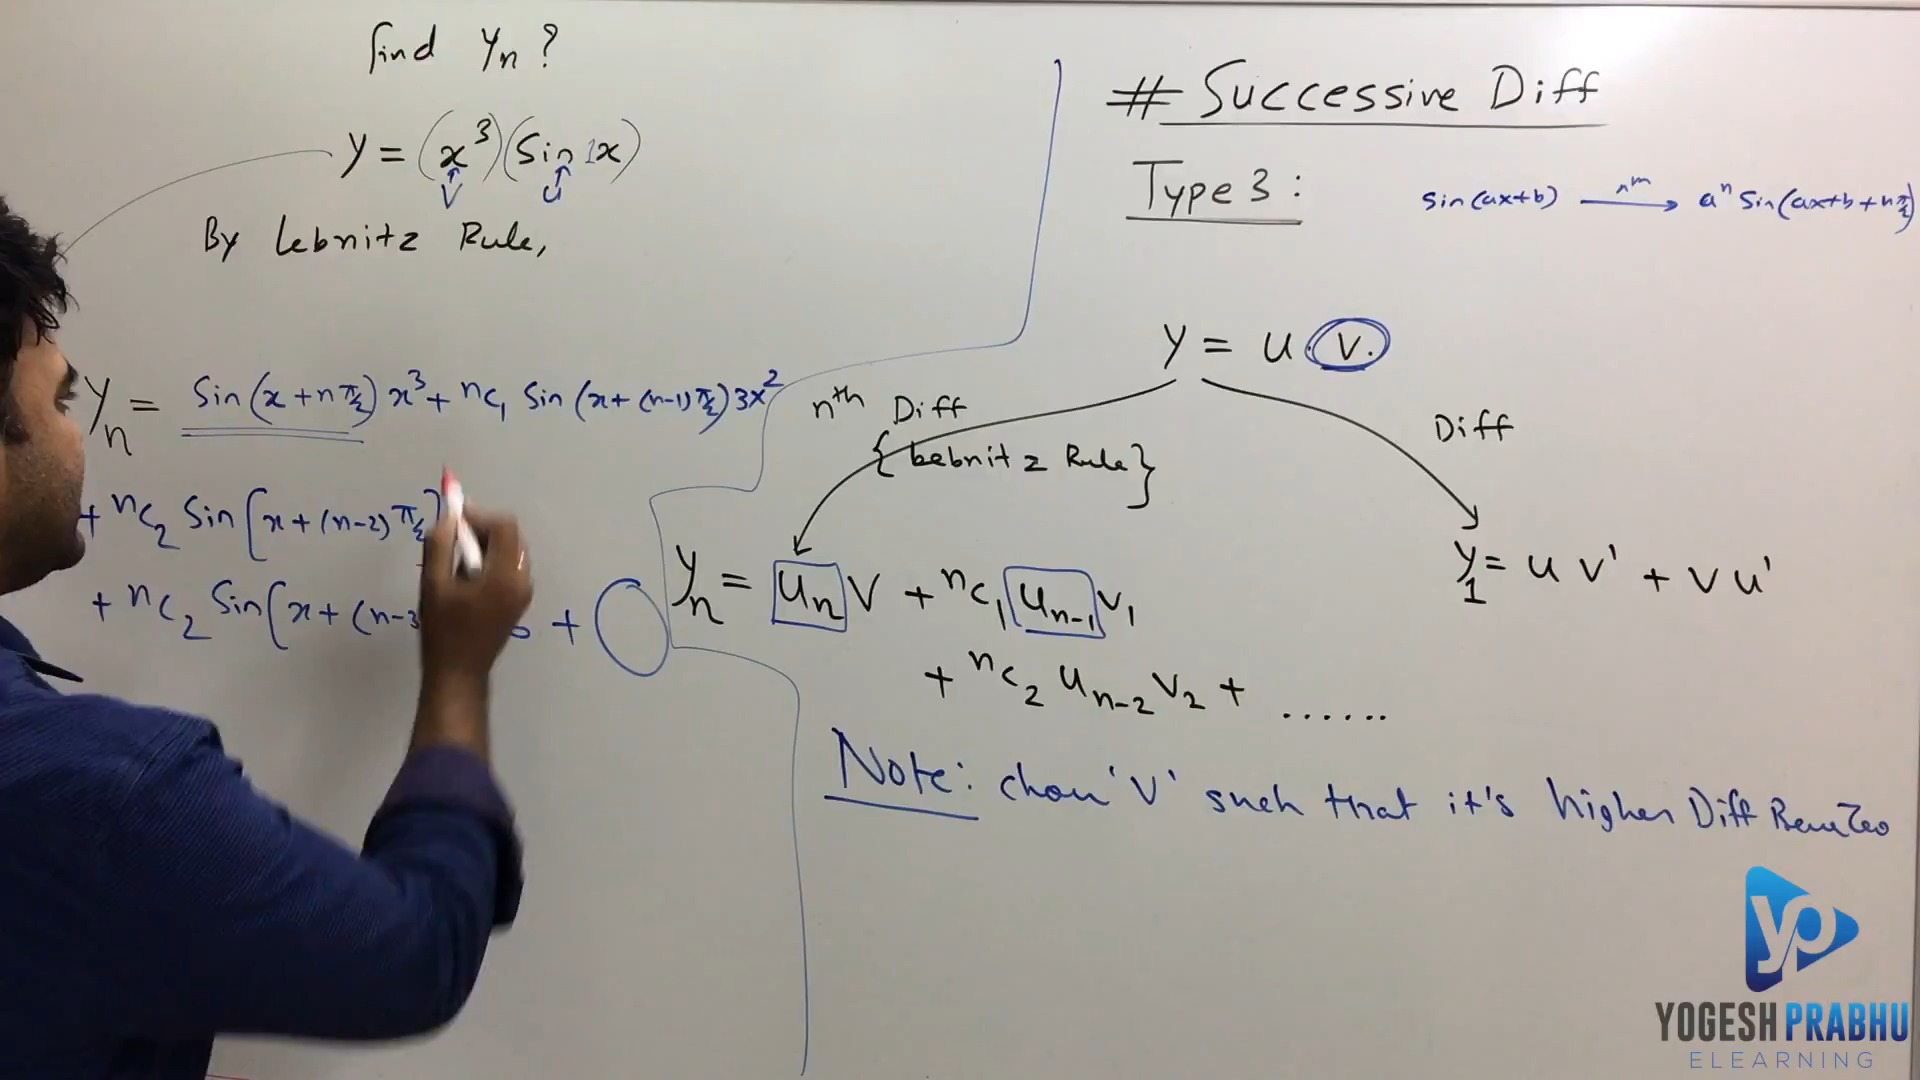 find yₙ?
y = (x³)(Sin 1x)
V U
By Lebnitz Rule,
yₙ = Sin(x+nπ/2) x³ + ⁿC₁ Sin(x+(n-1)π/2) 3x²
+ ⁿC₂ Sin[x+(n-2)π/2]
+ ⁿC₂ Sin[x+(n-3
+
# Successive Diff
Type 3:
Sin(ax+b) → aⁿ Sin(ax+b+nπ/2)
y = u.v.
nth Diff
{Lebnitz Rule}
Diff
yₙ = uₙ V + ⁿC₁ uₙ₋₁ V₁
+ ⁿC₂ uₙ₋₂ V₂ + ......
y₁ = u v' + v u'
Note: 'V' such that it's higher Diff
yp
YOGESH PRABHU
ELEARNING